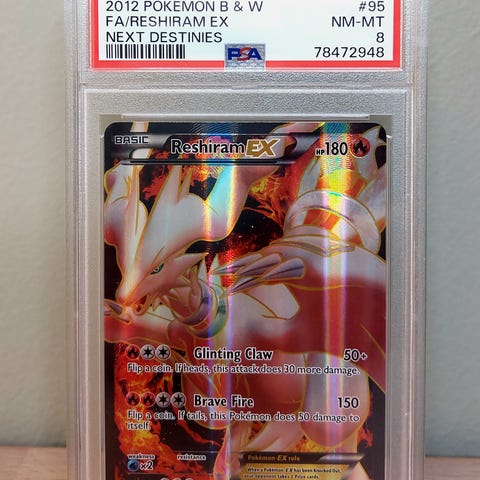 2012 POKEMON B & W #95
FA/RESHIRAM EX NM-MT
NEXT DESTINIES 8
PSA 78472948
BASIC Reshiram EX HP180
Glinting Claw 50+
Flip a coin. If heads, this attack does 30 more damage.
Brave Fire 150
Flip a coin. If tails, this Pokémon does 50 damage to
itself.
weakness resistance Pokémon-EX rule
×2 When a Pokémon-EX has been Knocked Out,
your opponent takes 2 Prize cards.